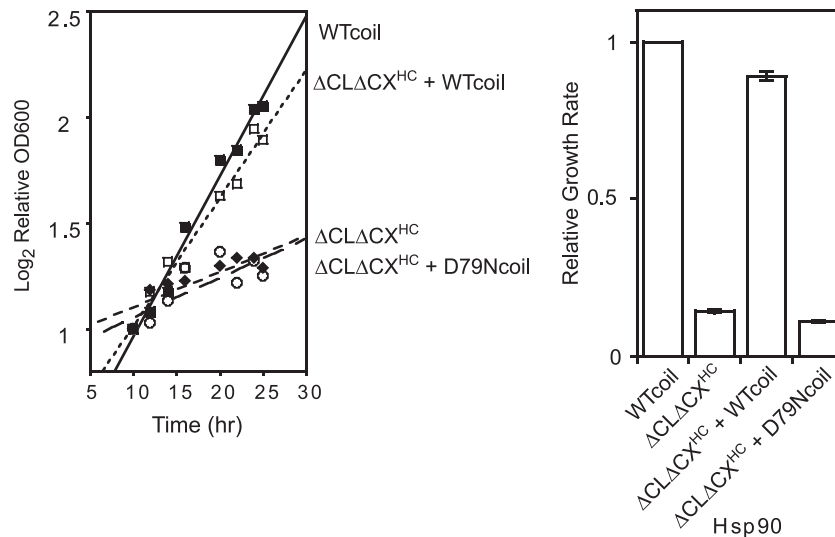 2.5
2
1.5
1
5 10 15 20 25 30
Log2 Relative OD600
Time (hr)
WTcoil
ΔCLΔCX^HC + WTcoil
ΔCLΔCX^HC
ΔCLΔCX^HC + D79Ncoil
1
0.5
0
Relative Growth Rate
WTcoil
ΔCLΔCX^HC
ΔCLΔCX^HC + WTcoil
ΔCLΔCX^HC + D79Ncoil
Hsp90